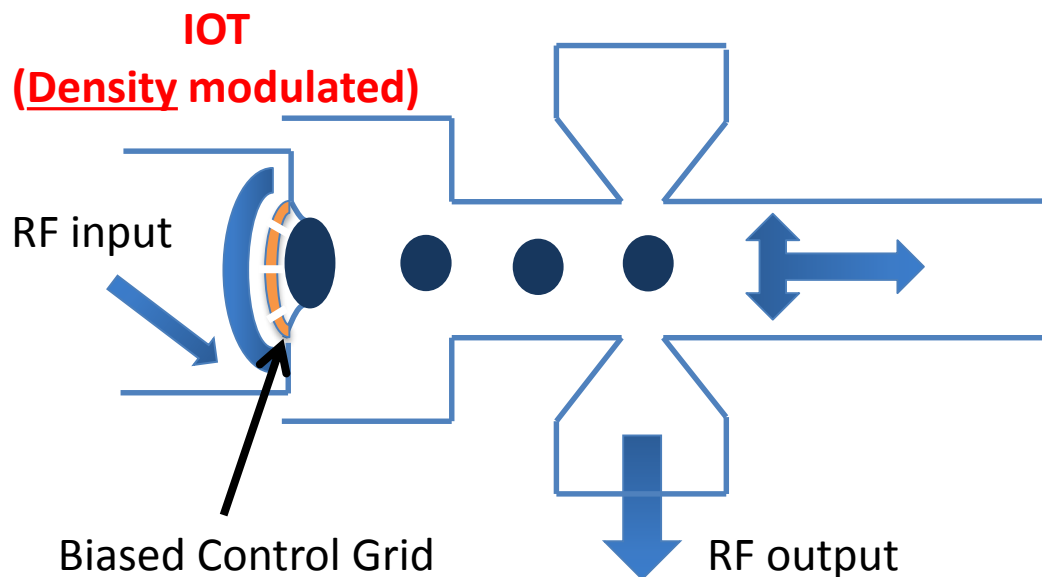 IOT
(Density modulated)
RF input
Biased Control Grid
RF output